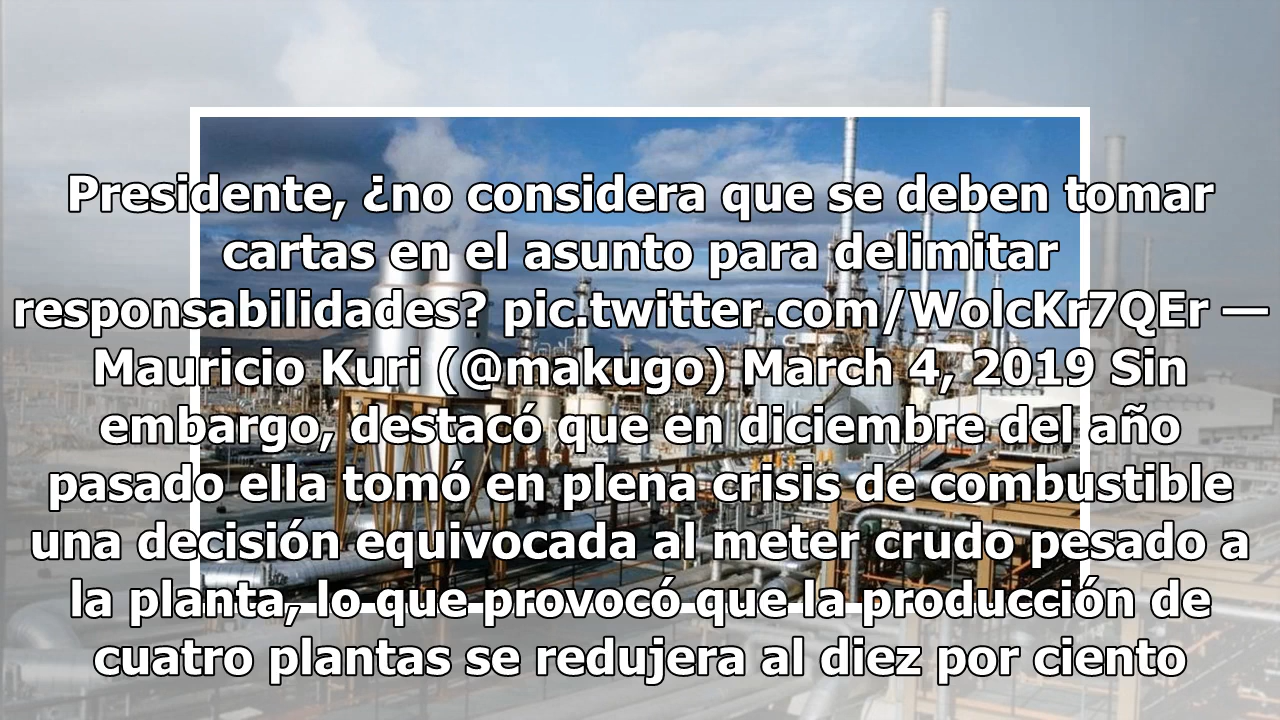 Presidente, ¿no considera que se deben tomar
cartas en el asunto para delimitar
responsabilidades? pic.twitter.com/WolcKr7QEr —
Mauricio Kuri (@makugo) March 4, 2019 Sin
embargo, destacó que en diciembre del año
pasado ella tomó en plena crisis de combustible
una decisión equivocada al meter crudo pesado a
la planta, lo que provocó que la producción de
cuatro plantas se redujera al diez por ciento